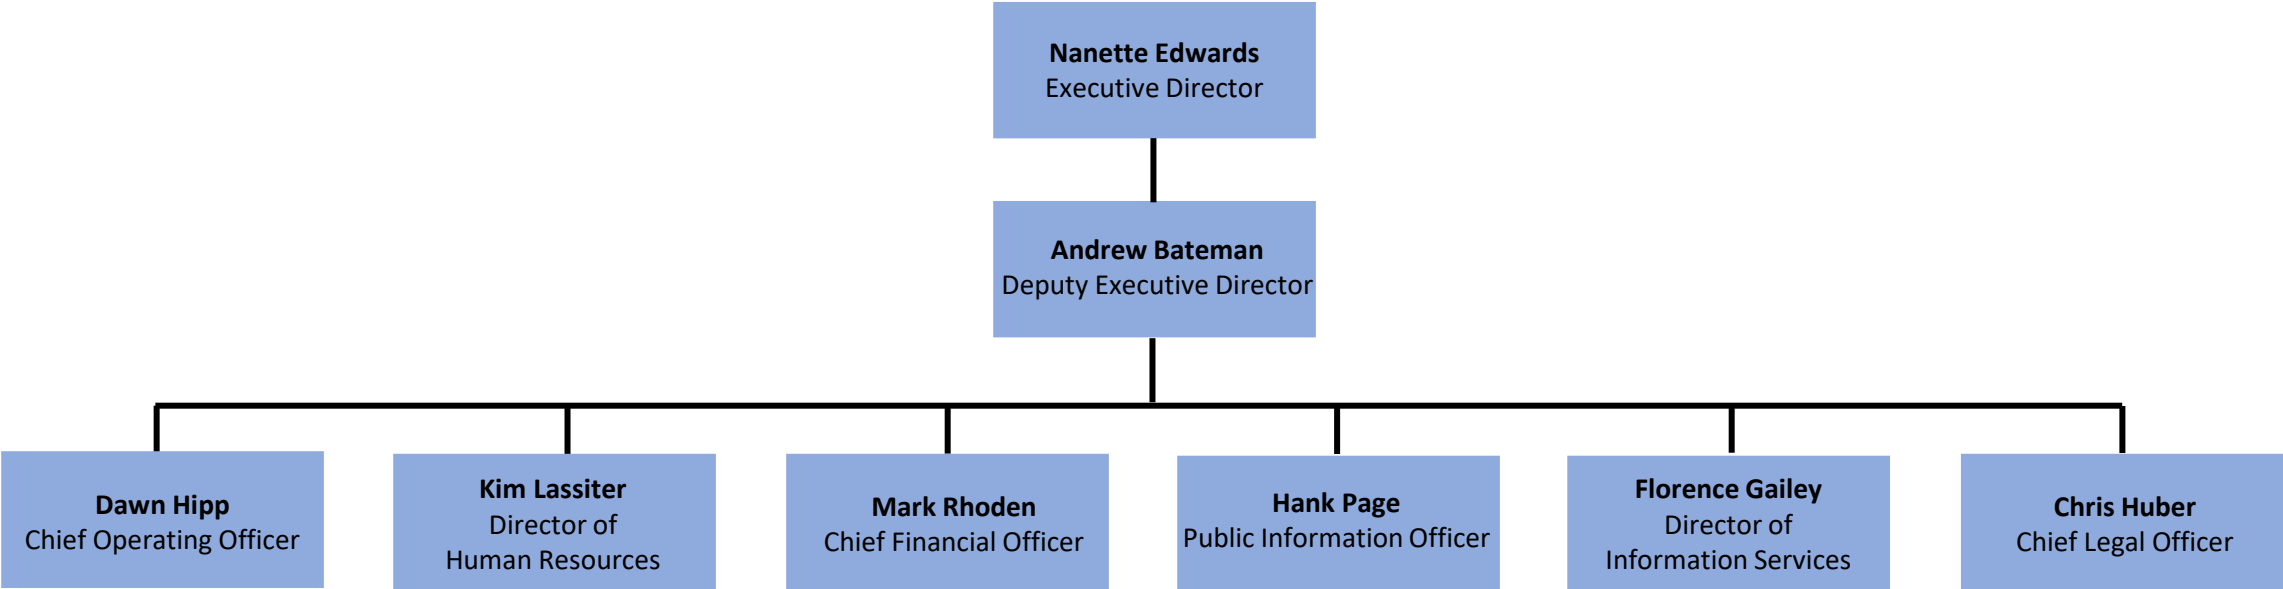 Nanette Edwards
Executive Director
Andrew Bateman
Deputy Executive Director
Dawn Hipp
Chief Operating Officer
Kim Lassiter
Director of
Human Resources
Mark Rhoden
Chief Financial Officer
Hank Page
Public Information Officer
Florence Gailey
Director of
Information Services
Chris Huber
Chief Legal Officer